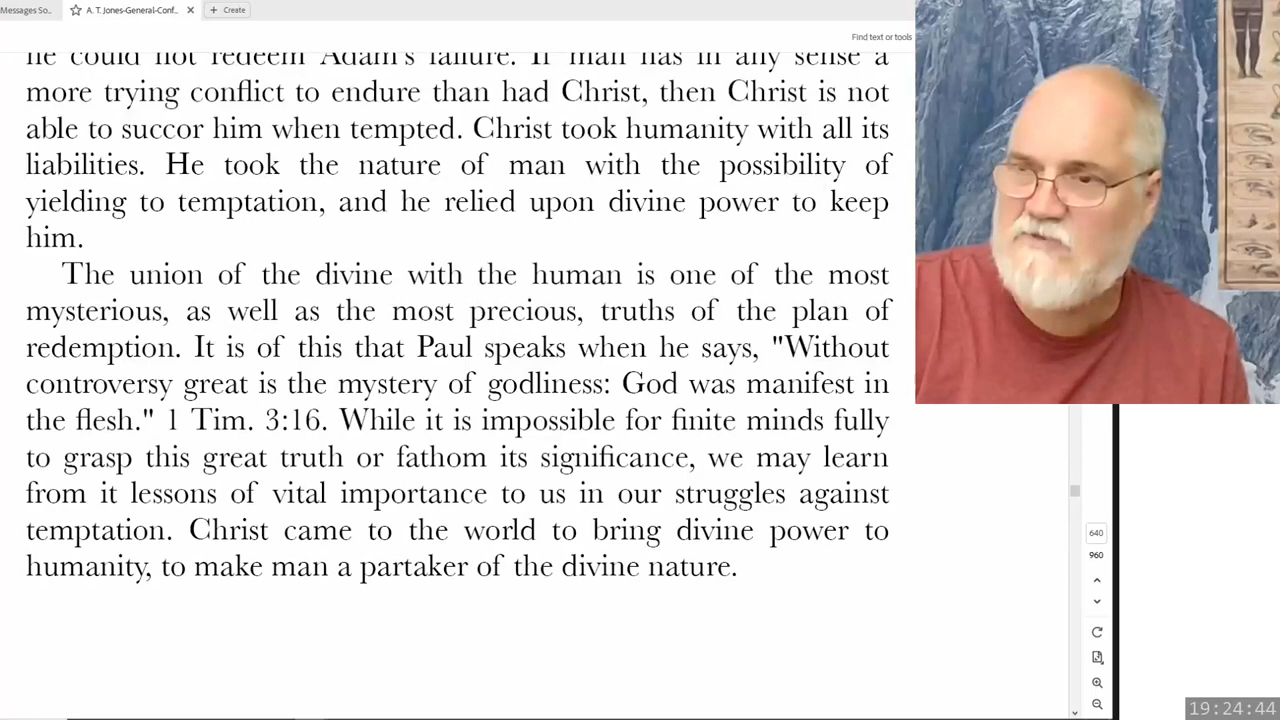 Messages So...
A. T. Jones-General-Conf...
Create
Find text or tools
he could not redeem Adam's failure. If man has in any sense a
more trying conflict to endure than had Christ, then Christ is not
able to succor him when tempted. Christ took humanity with all its
liabilities. He took the nature of man with the possibility of
yielding to temptation, and he relied upon divine power to keep
him.
The union of the divine with the human is one of the most
mysterious, as well as the most precious, truths of the plan of
redemption. It is of this that Paul speaks when he says, "Without
controversy great is the mystery of godliness: God was manifest in
the flesh." 1 Tim. 3:16. While it is impossible for finite minds fully
to grasp this great truth or fathom its significance, we may learn
from it lessons of vital importance to us in our struggles against
temptation. Christ came to the world to bring divine power to
humanity, to make man a partaker of the divine nature.
640
960
19:24:44